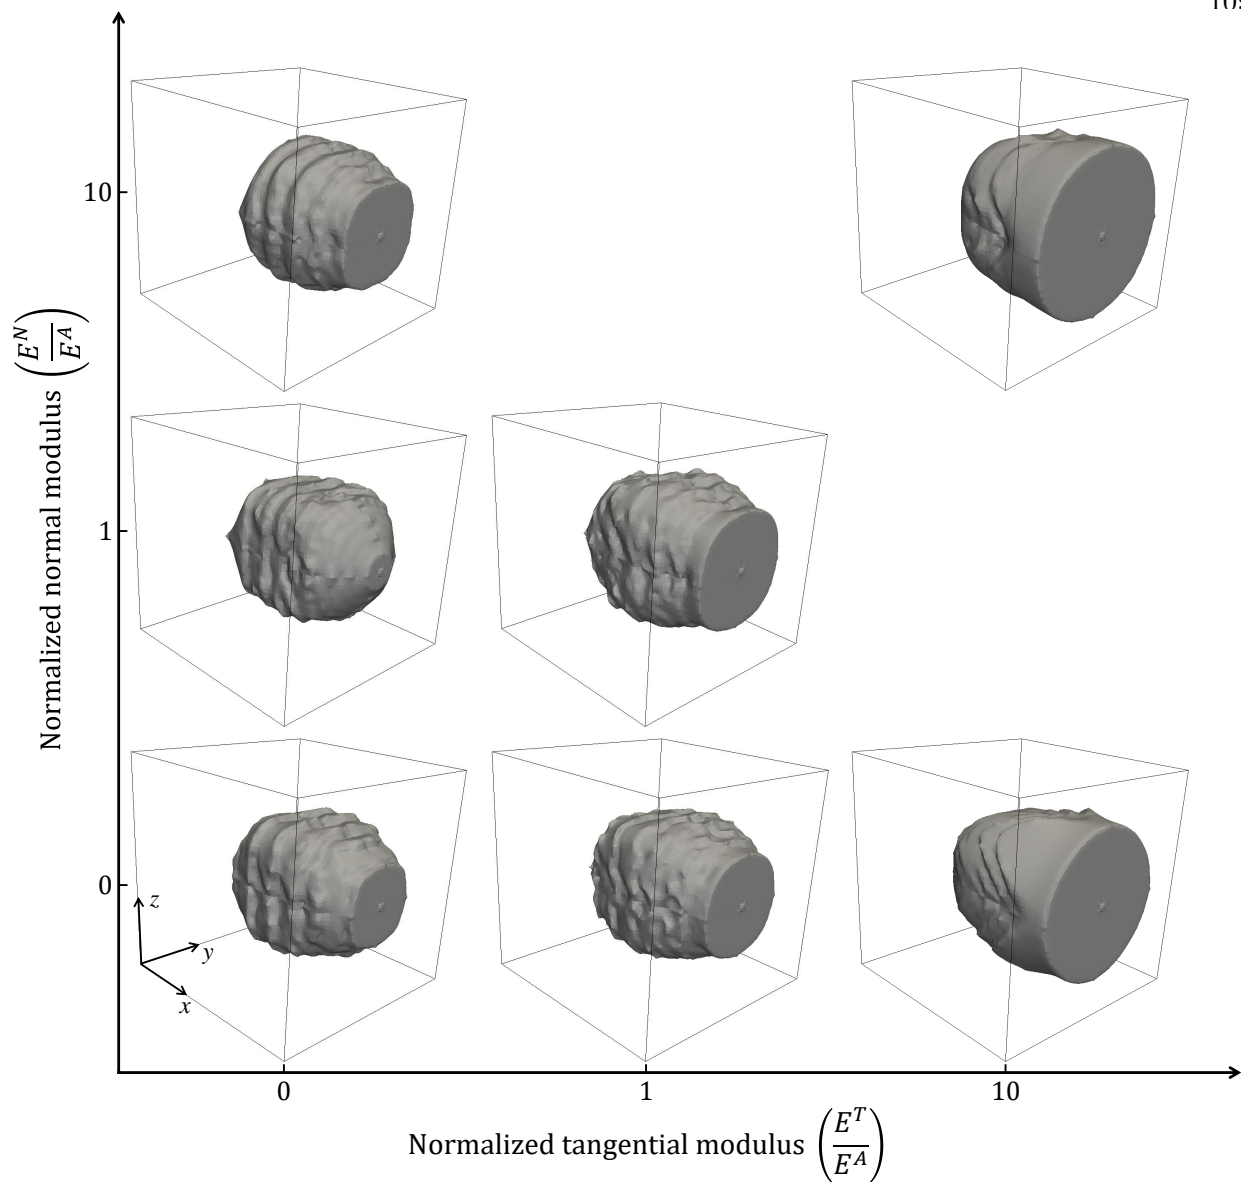 10
Normalized normal modulus (E^N/E^A)
1
0
z
y
x
0
1
10
Normalized tangential modulus (E^T/E^A)